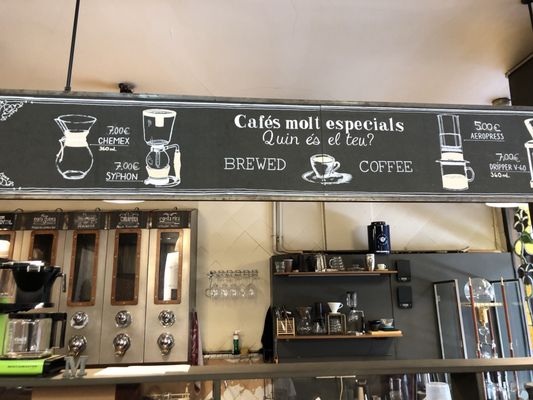 Cafés molt especials
Quin és el teu?
BREWED COFFEE
7,00€
CHEMEX
360 mL
7,00€
SYPHON
5,00€
AEROPRESS
7,00€
DRIPPER V-60
360 mL
M